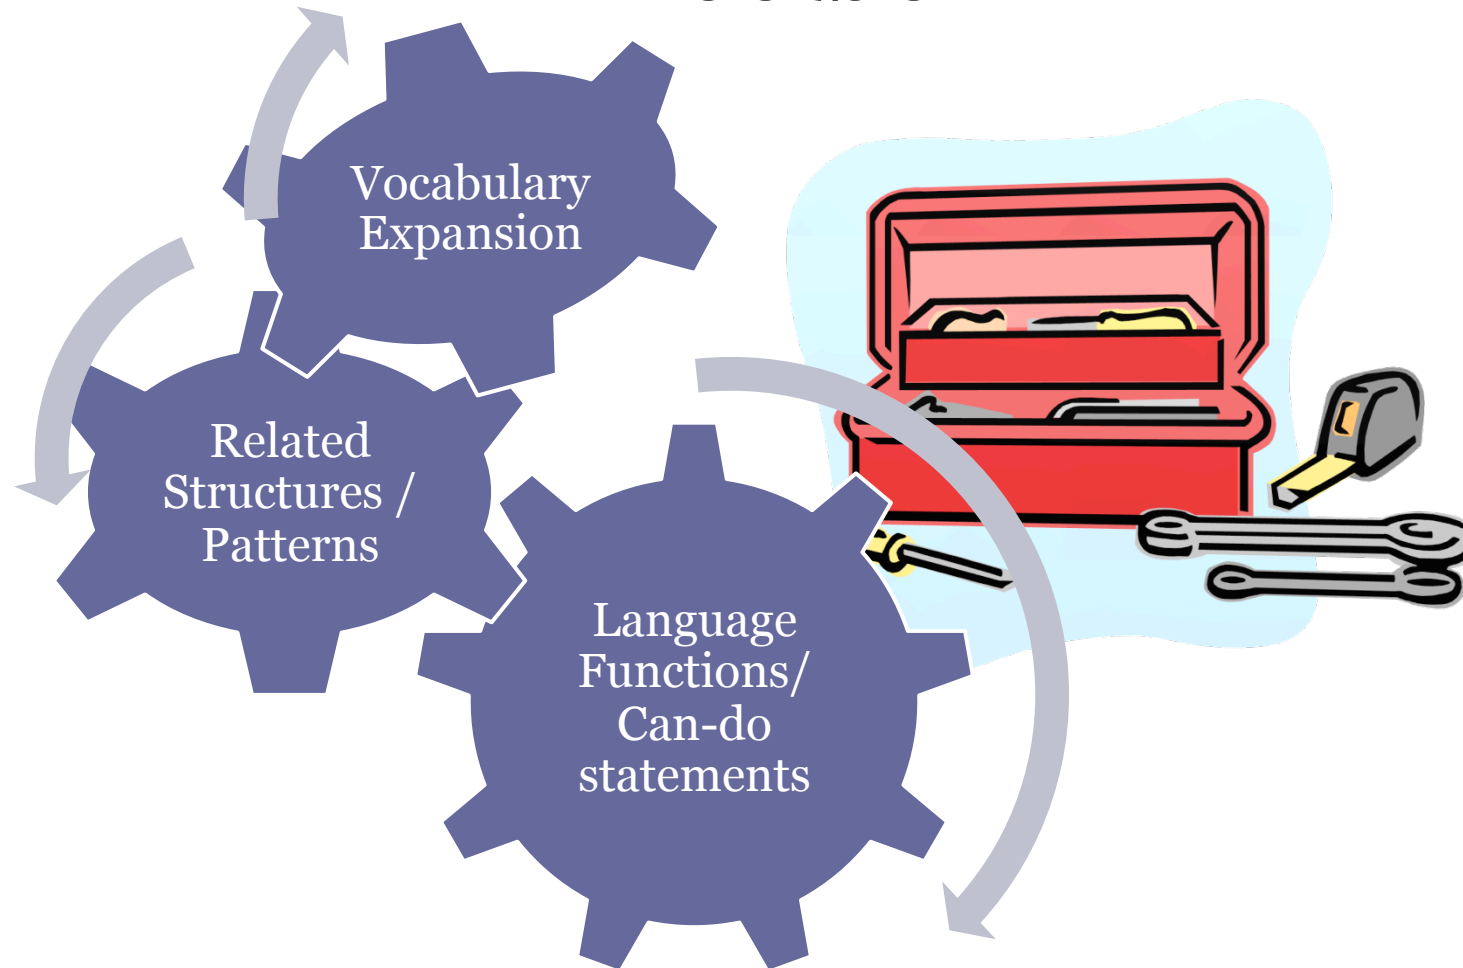 Vocabulary
Expansion
Related
Structures /
Patterns
Language
Functions/
Can-do
statements